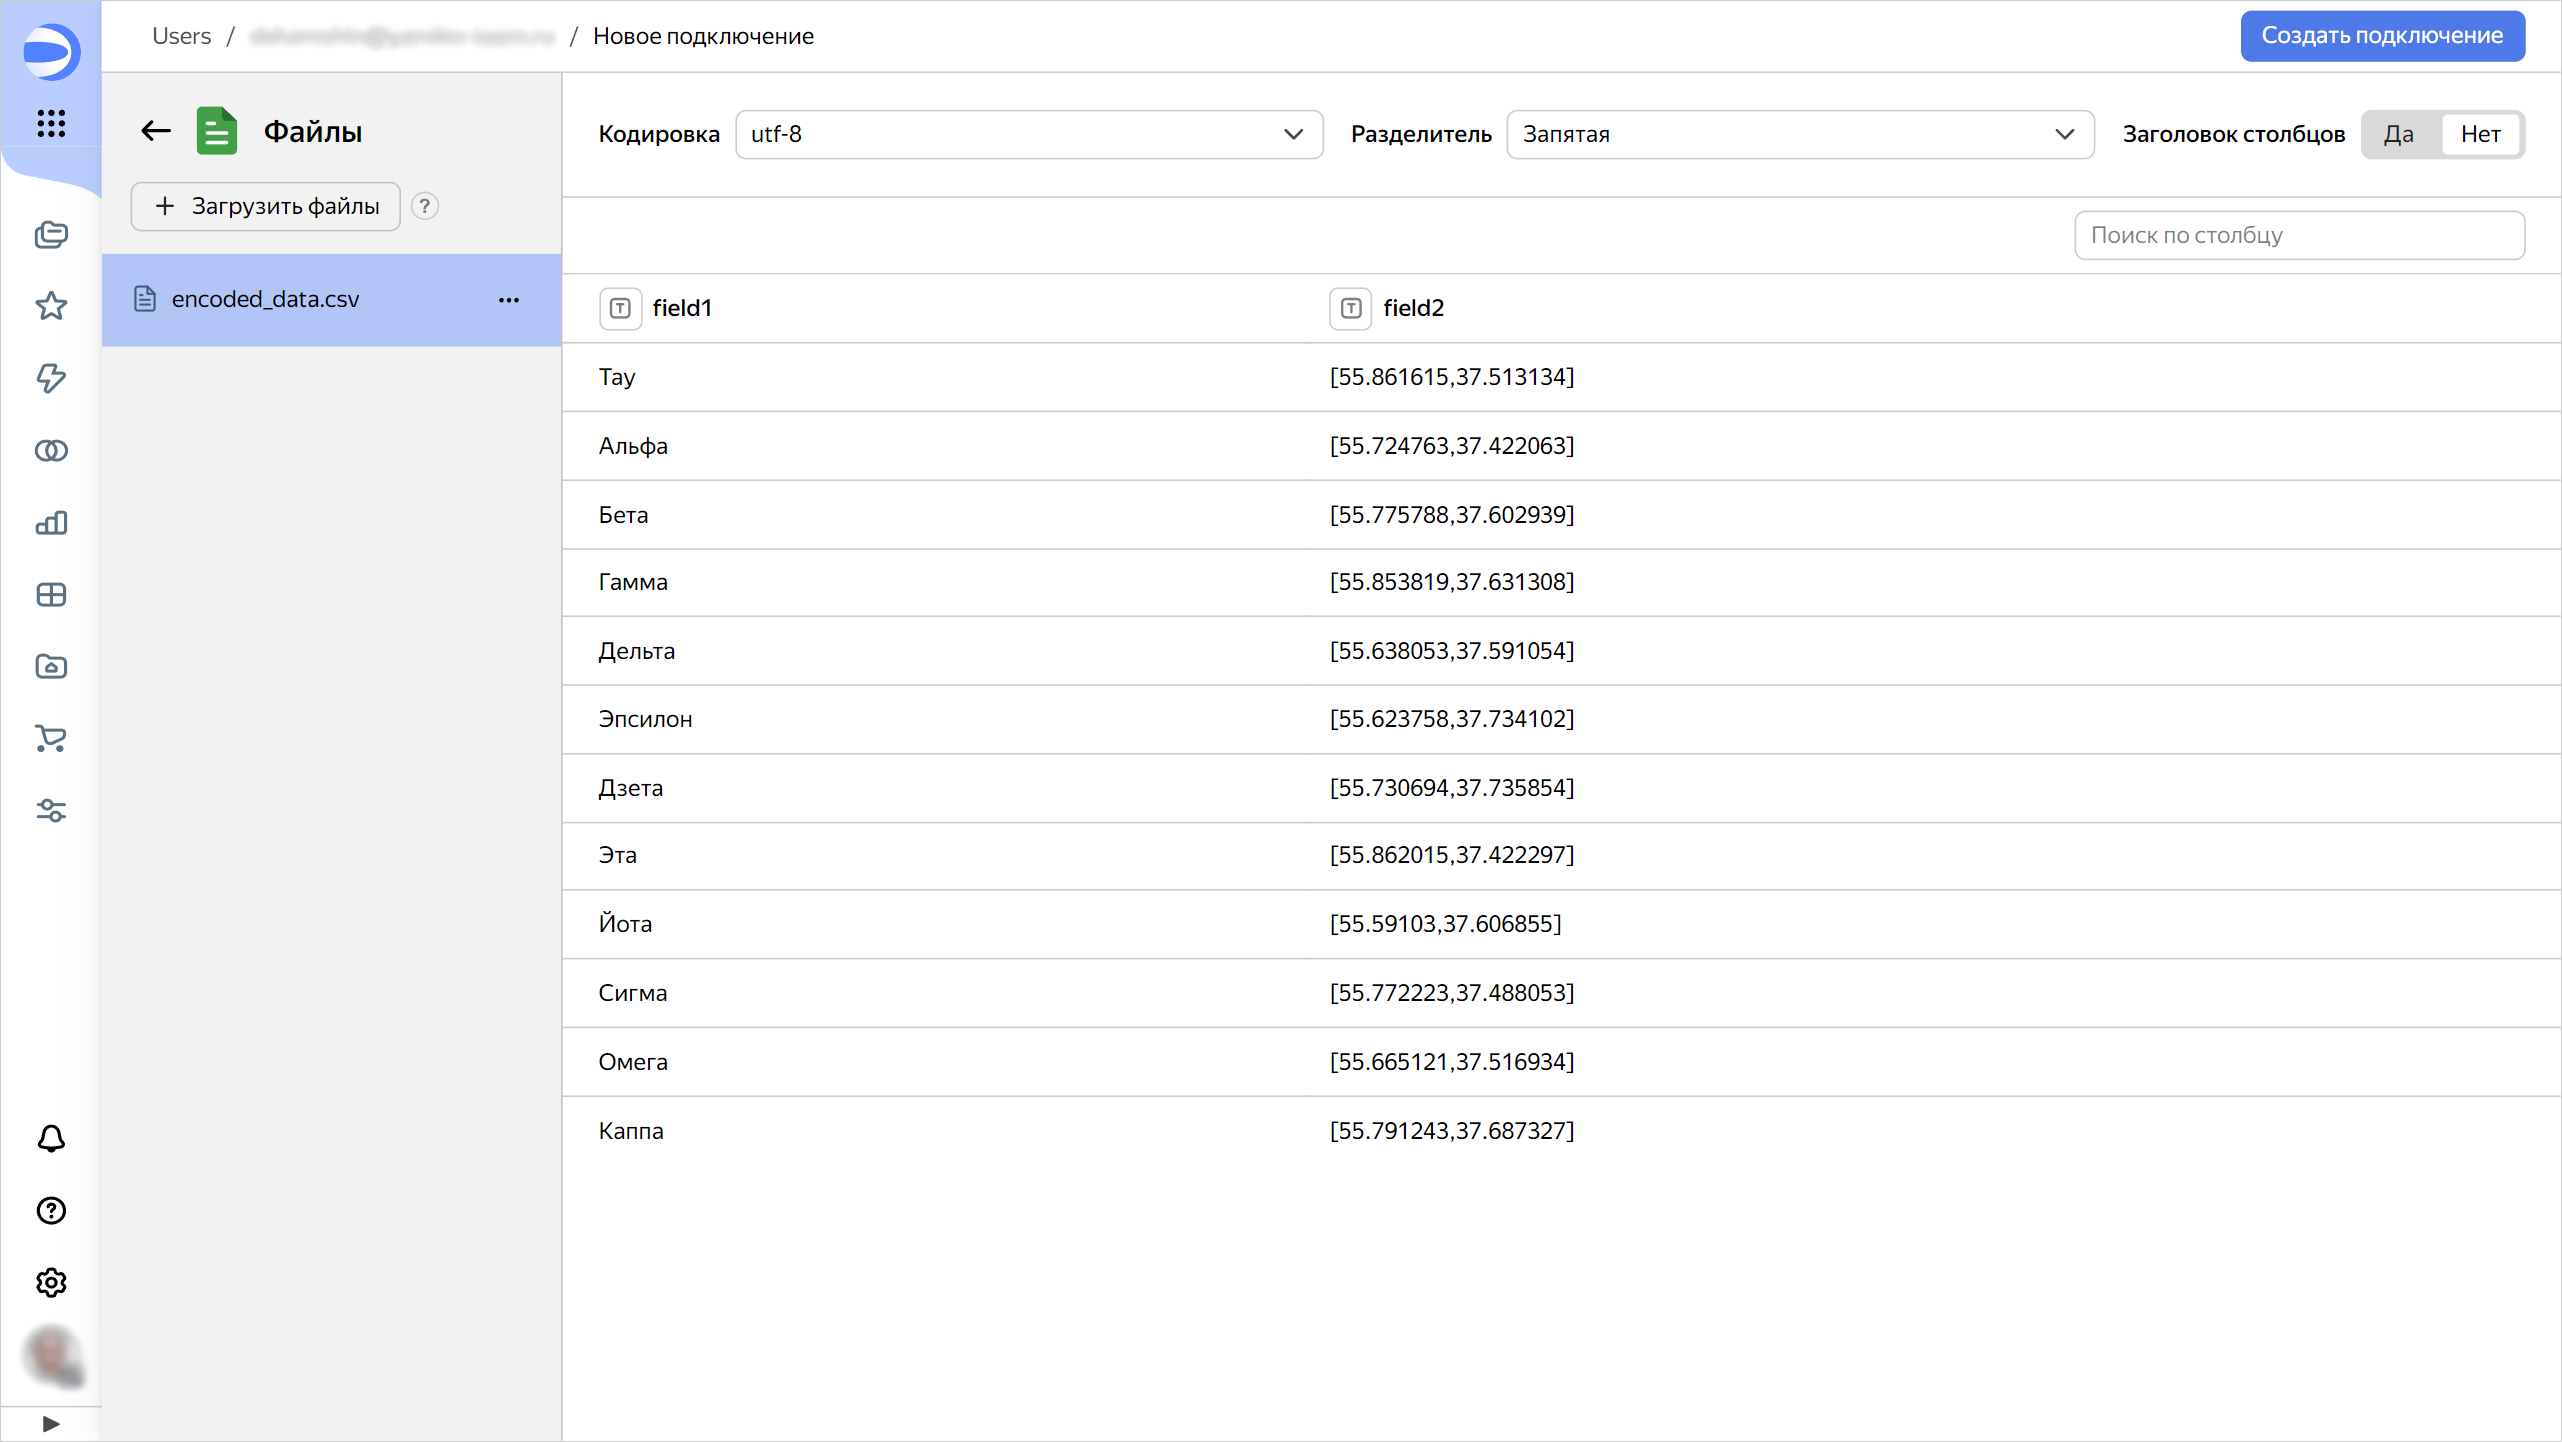 Users / / Новое подключение
Создать подключение
Файлы
Кодировка utf-8 Разделитель Запятая Заголовок столбцов Да Нет
+ Загрузить файлы ?
Поиск по столбцу
encoded_data.csv ...
field1 field2
Тау [55.861615,37.513134]
Альфа [55.724763,37.422063]
Бета [55.775788,37.602939]
Гамма [55.853819,37.631308]
Дельта [55.638053,37.591054]
Эпсилон [55.623758,37.734102]
Дзета [55.730694,37.735854]
Эта [55.862015,37.422297]
Йота [55.59103,37.606855]
Сигма [55.772223,37.488053]
Омега [55.665121,37.516934]
Каппа [55.791243,37.687327]